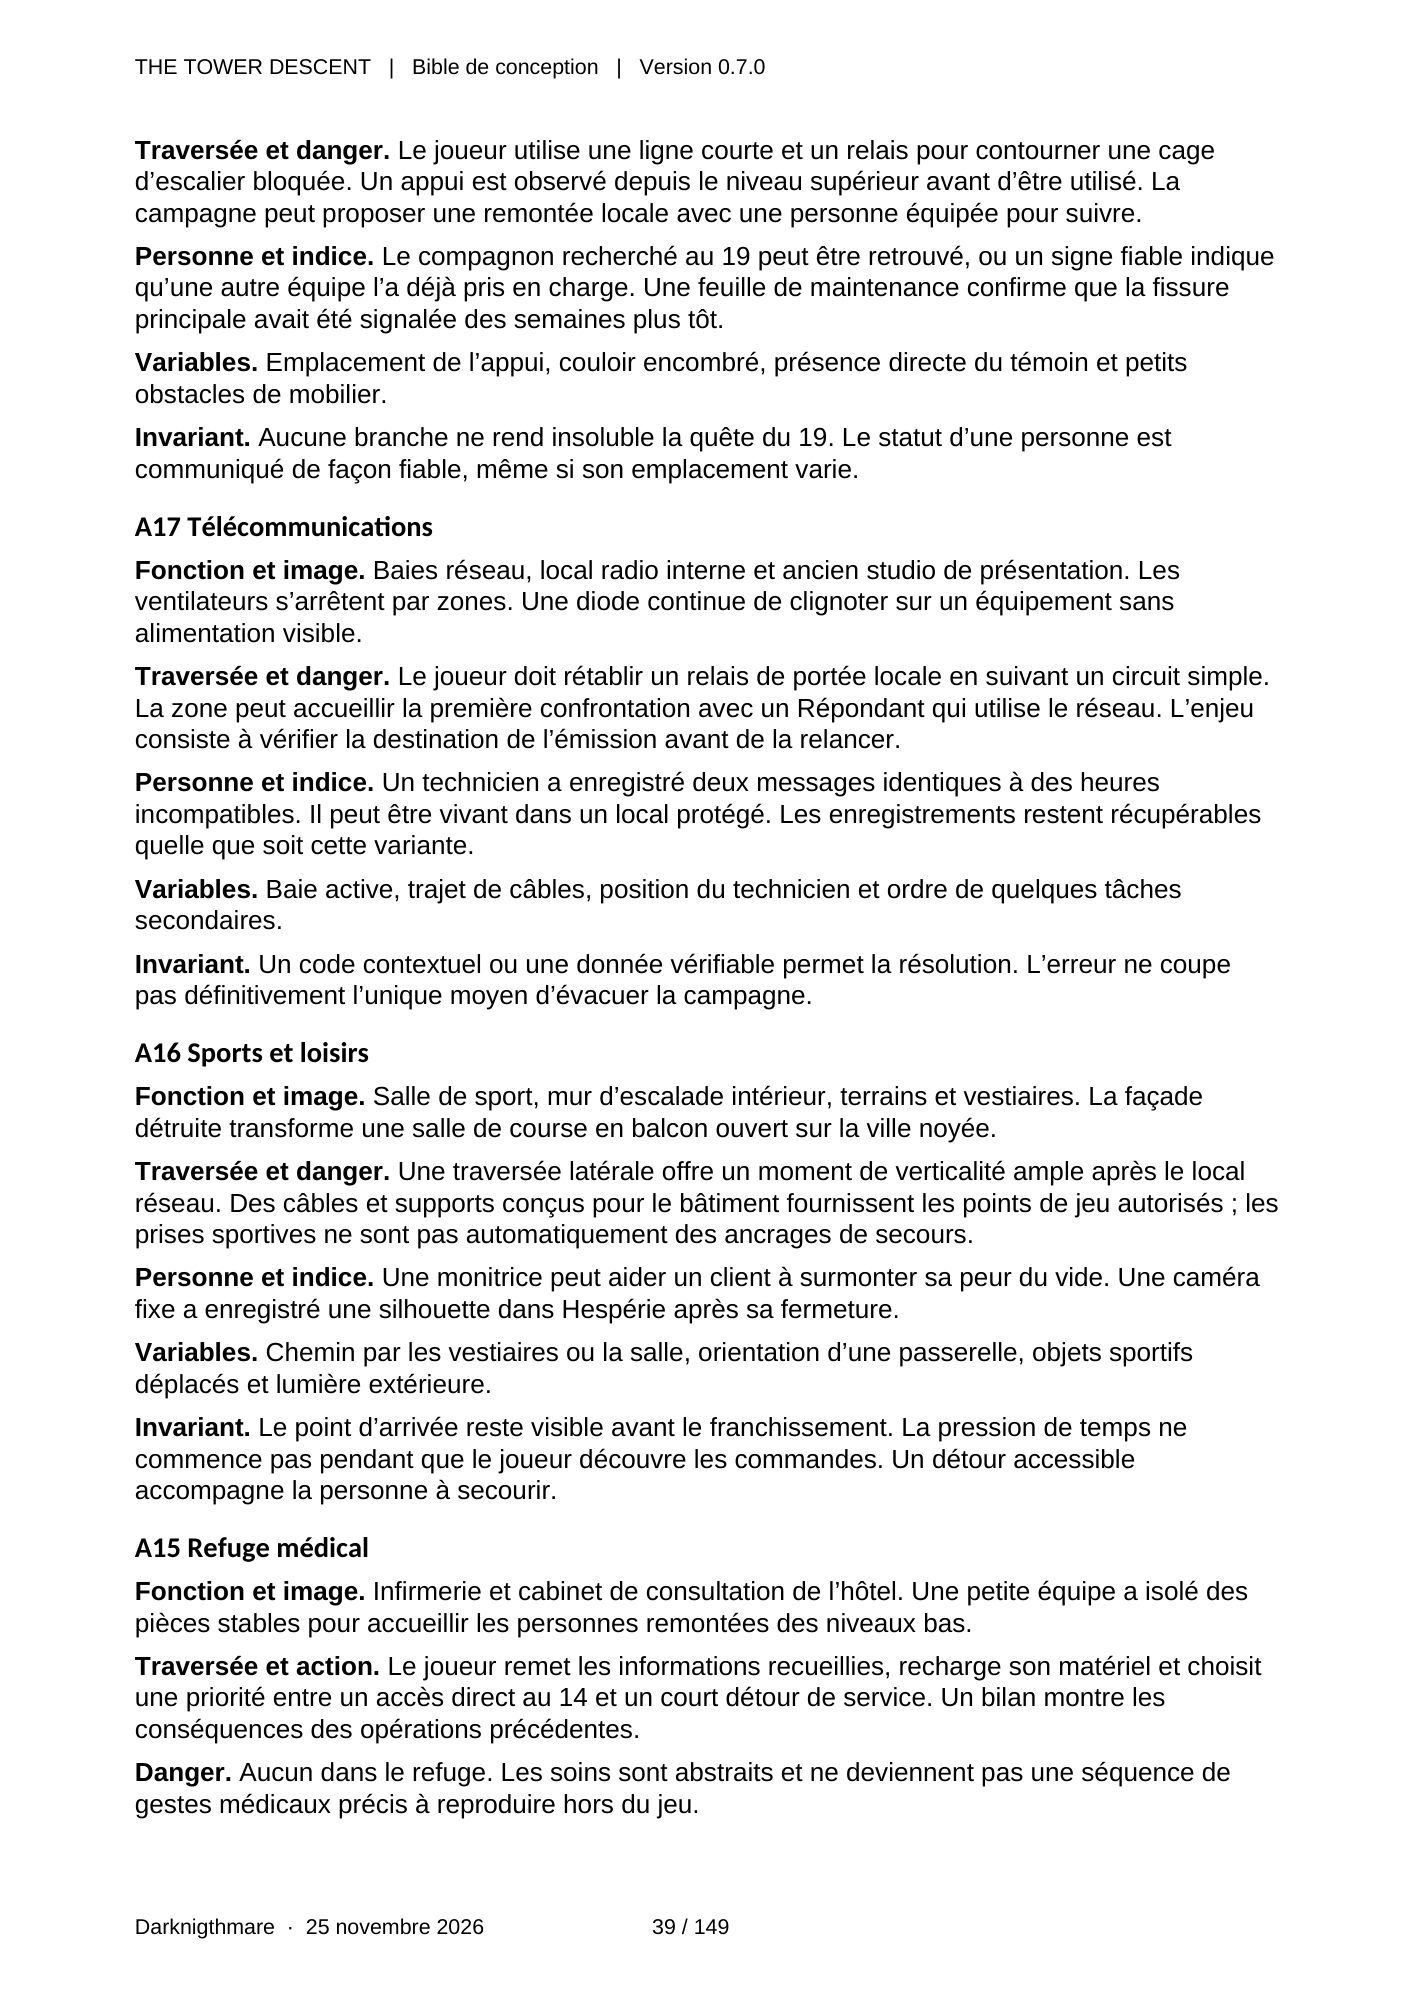 THE TOWER DESCENT | Bible de conception | Version 0.7.0
Traversée et danger. Le joueur utilise une ligne courte et un relais pour contourner une cage
d’escalier bloquée. Un appui est observé depuis le niveau supérieur avant d’être utilisé. La
campagne peut proposer une remontée locale avec une personne équipée pour suivre.
Personne et indice. Le compagnon recherché au 19 peut être retrouvé, ou un signe fiable indique
qu’une autre équipe l’a déjà pris en charge. Une feuille de maintenance confirme que la fissure
principale avait été signalée des semaines plus tôt.
Variables. Emplacement de l’appui, couloir encombré, présence directe du témoin et petits
obstacles de mobilier.
Invariant. Aucune branche ne rend insoluble la quête du 19. Le statut d’une personne est
communiqué de façon fiable, même si son emplacement varie.
A17 Télécommunications
Fonction et image. Baies réseau, local radio interne et ancien studio de présentation. Les
ventilateurs s’arrêtent par zones. Une diode continue de clignoter sur un équipement sans
alimentation visible.
Traversée et danger. Le joueur doit rétablir un relais de portée locale en suivant un circuit simple.
La zone peut accueillir la première confrontation avec un Répondant qui utilise le réseau. L’enjeu
consiste à vérifier la destination de l’émission avant de la relancer.
Personne et indice. Un technicien a enregistré deux messages identiques à des heures
incompatibles. Il peut être vivant dans un local protégé. Les enregistrements restent récupérables
quelle que soit cette variante.
Variables. Baie active, trajet de câbles, position du technicien et ordre de quelques tâches
secondaires.
Invariant. Un code contextuel ou une donnée vérifiable permet la résolution. L’erreur ne coupe
pas définitivement l’unique moyen d’évacuer la campagne.
A16 Sports et loisirs
Fonction et image. Salle de sport, mur d’escalade intérieur, terrains et vestiaires. La façade
détruite transforme une salle de course en balcon ouvert sur la ville noyée.
Traversée et danger. Une traversée latérale offre un moment de verticalité ample après le local
réseau. Des câbles et supports conçus pour le bâtiment fournissent les points de jeu autorisés ; les
prises sportives ne sont pas automatiquement des ancrages de secours.
Personne et indice. Une monitrice peut aider un client à surmonter sa peur du vide. Une caméra
fixe a enregistré une silhouette dans Hespérie après sa fermeture.
Variables. Chemin par les vestiaires ou la salle, orientation d’une passerelle, objets sportifs
déplacés et lumière extérieure.
Invariant. Le point d’arrivée reste visible avant le franchissement. La pression de temps ne
commence pas pendant que le joueur découvre les commandes. Un détour accessible
accompagne la personne à secourir.
A15 Refuge médical
Fonction et image. Infirmerie et cabinet de consultation de l’hôtel. Une petite équipe a isolé des
pièces stables pour accueillir les personnes remontées des niveaux bas.
Traversée et action. Le joueur remet les informations recueillies, recharge son matériel et choisit
une priorité entre un accès direct au 14 et un court détour de service. Un bilan montre les
conséquences des opérations précédentes.
Danger. Aucun dans le refuge. Les soins sont abstraits et ne deviennent pas une séquence de
gestes médicaux précis à reproduire hors du jeu.
Darknigthmare · 25 novembre 2026 39 / 149